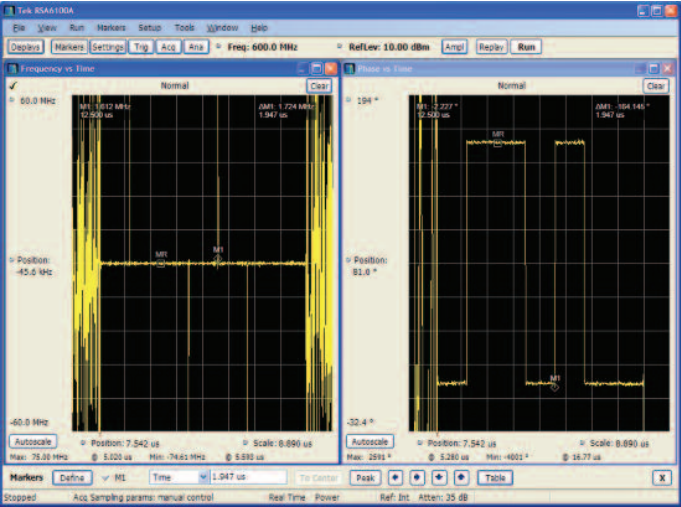 Tek RSA6100A
File View Run Markers Setup Tools Window Help
Displays Markers Settings Trig Acq Ana Freq: 600.0 MHz RefLev: 10.00 dBm Ampl Replay Run
Frequency vs Time
Normal Clear
60.0 MHz
M1: 1.612 MHz
12.500 us
ΔM1: 1.724 MHz
1.947 us
MR
M1
Position:
-45.6 kHz
-60.0 MHz
Autoscale Position: 7.542 us Scale: 8.890 us
Max: 75.00 MHz @ 5.020 us Min: -74.61 MHz @ 5.530 us
Phase vs Time
Normal Clear
194 °
M1: -2.227 °
12.500 us
ΔM1: -164.145 °
1.947 us
MR
M1
Position:
81.0 °
-32.4 °
Autoscale Position: 7.542 us Scale: 8.890 us
Max: 2591 ° @ 5.280 us Min: -4001 ° @ 16.77 us
Markers Define M1 Time 1.947 us To Center Peak Table X
Stopped Acq Sampling params: manual control Real Time Power Ref: Int Atten: 35 dB